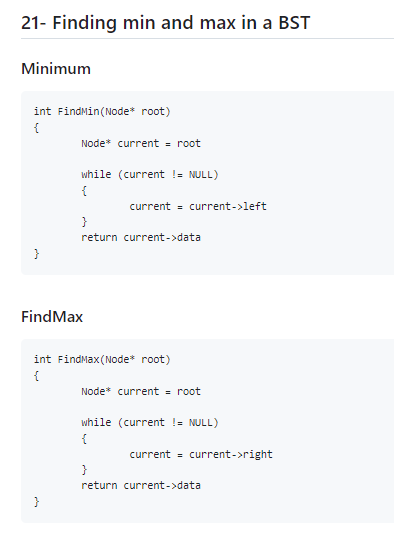 21- Finding min and max in a BST
Minimum
int FindMin(Node* root)
{
Node* current = root
while (current != NULL)
{
current = current->left
}
return current->data
}
FindMax
int FindMax(Node* root)
{
Node* current = root
while (current != NULL)
{
current = current->right
}
return current->data
}